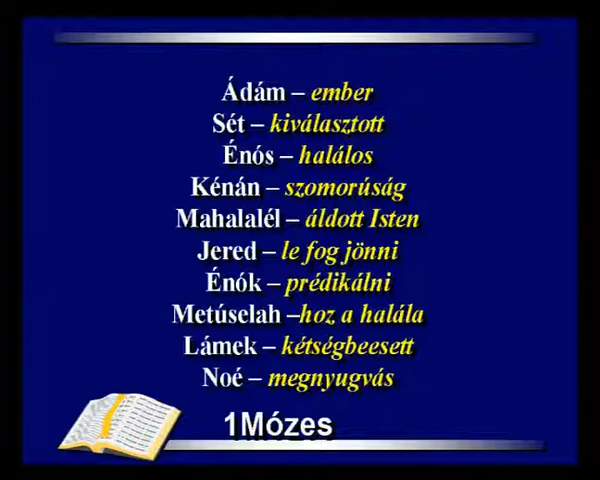 Ádám – ember
Sét – kiválasztott
Énós – halálos
Kénán – szomorúság
Mahalalél – áldott Isten
Jered – le fog jönni
Énók – prédikálni
Metúselah –hoz a halála
Lámek – kétségbeesett
Noé – megnyugvás
1Mózes